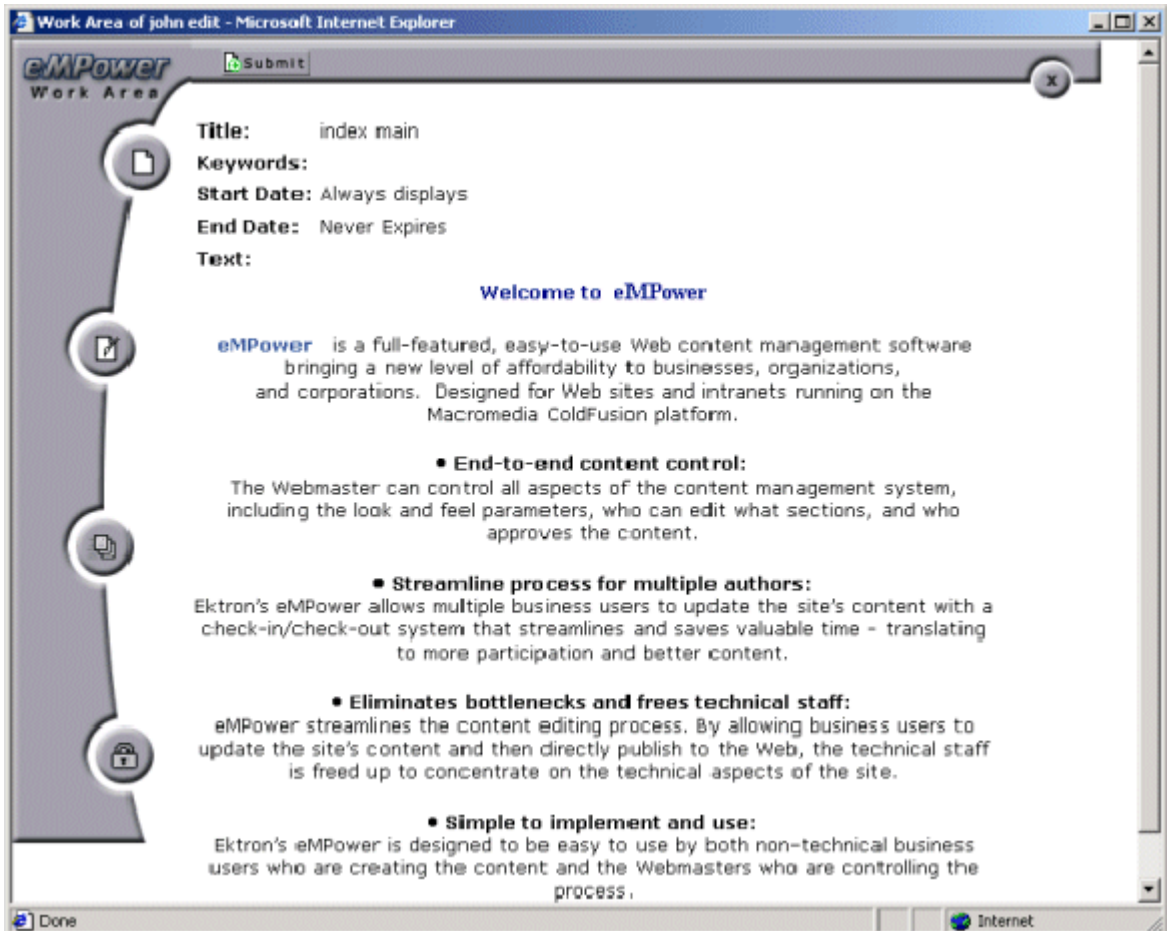 Work Area of john edit - Microsoft Internet Explorer
eMPower
Work Area
Submit
x
Title: index main
Keywords:
Start Date: Always displays
End Date: Never Expires
Text:
Welcome to eMPower
eMPower is a full-featured, easy-to-use Web content management software
bringing a new level of affordability to businesses, organizations,
and corporations. Designed for Web sites and intranets running on the
Macromedia ColdFusion platform.
• End-to-end content control:
The Webmaster can control all aspects of the content management system,
including the look and feel parameters, who can edit what sections, and who
approves the content.
• Streamline process for multiple authors:
Ektron's eMPower allows multiple business users to update the site's content with a
check-in/check-out system that streamlines and saves valuable time - translating
to more participation and better content.
• Eliminates bottlenecks and frees technical staff:
eMPower streamlines the content editing process. By allowing business users to
update the site's content and then directly publish to the Web, the technical staff
is freed up to concentrate on the technical aspects of the site.
• Simple to implement and use:
Ektron's eMPower is designed to be easy to use by both non-technical business
users who are creating the content and the Webmasters who are controlling the
process.
Done
Internet